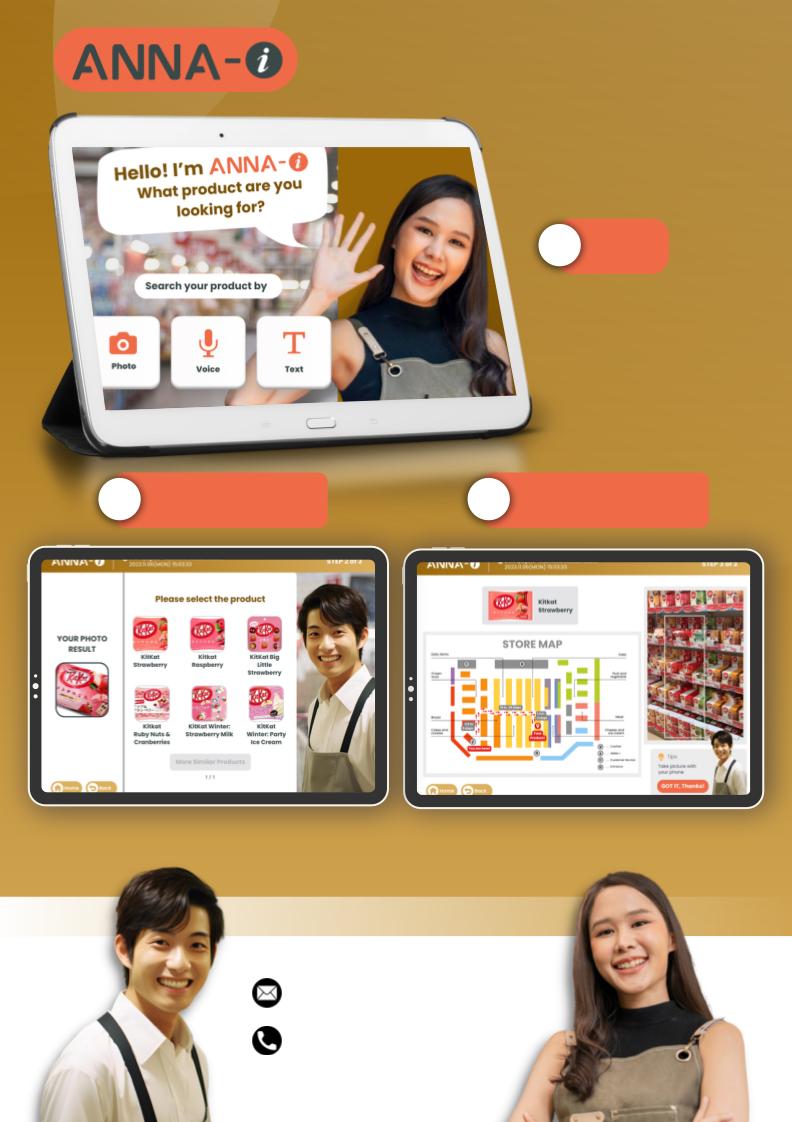 ANNA-i
Hello! I'm ANNA-i
What product are you
looking for?
Search your product by
Photo
Voice
Text
ANNA-i
2023.11.06(MON) 15:03:33
STEP 2 of 3
YOUR PHOTO
RESULT
Please select the product
KitKat
Strawberry
Kitkat
Raspberry
KitKat Big
Little
Strawberry
Kitkat
Ruby Nuts &
Cranberries
KitKat Winter:
Strawberry Milk
KitKat
Winter: Party
Ice Cream
More Similar Products
1 / 1
Home
Back
ANNA-i
2023.11.06(MON) 15:03:33
STEP 3 of 3
Kitkat
Strawberry
STORE MAP
Bread
Meat
Tips
Take picture with
your phone
GOT IT, Thanks!
Home
Back